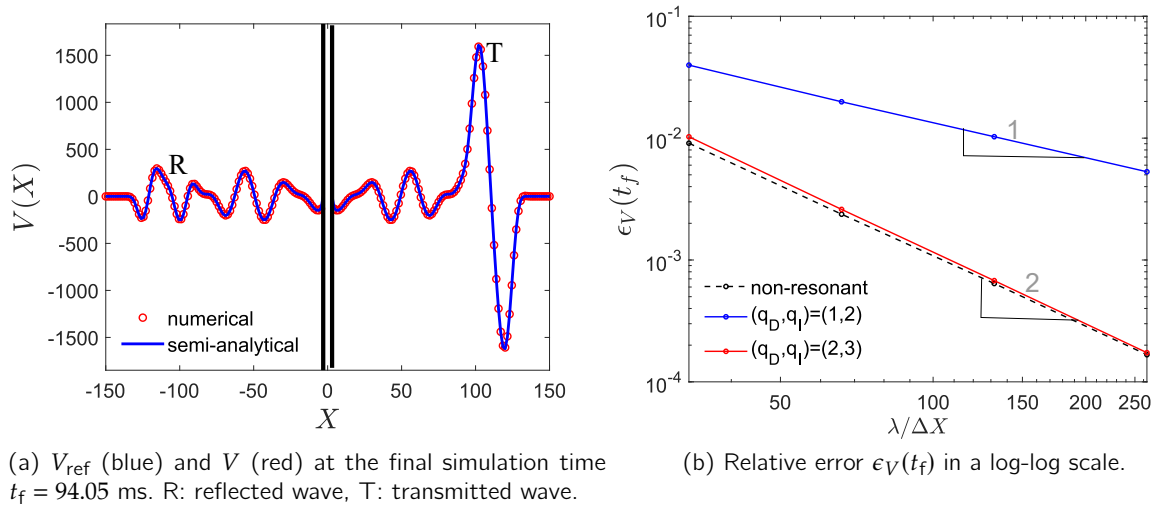 1500
1000
500
0
-500
-1000
-1500
V(X)
R
T
numerical
semi-analytical
-150 -100 -50 0 50 100 150
X
(a) V_ref (blue) and V (red) at the final simulation time
t_f = 94.05 ms. R: reflected wave, T: transmitted wave.
10^-1
10^-2
10^-3
10^-4
ϵ_V(t_f)
1
2
non-resonant
(q_D,q_I)=(1,2)
(q_D,q_I)=(2,3)
50 100 150 200 250
λ/ΔX
(b) Relative error ϵ_V(t_f) in a log-log scale.